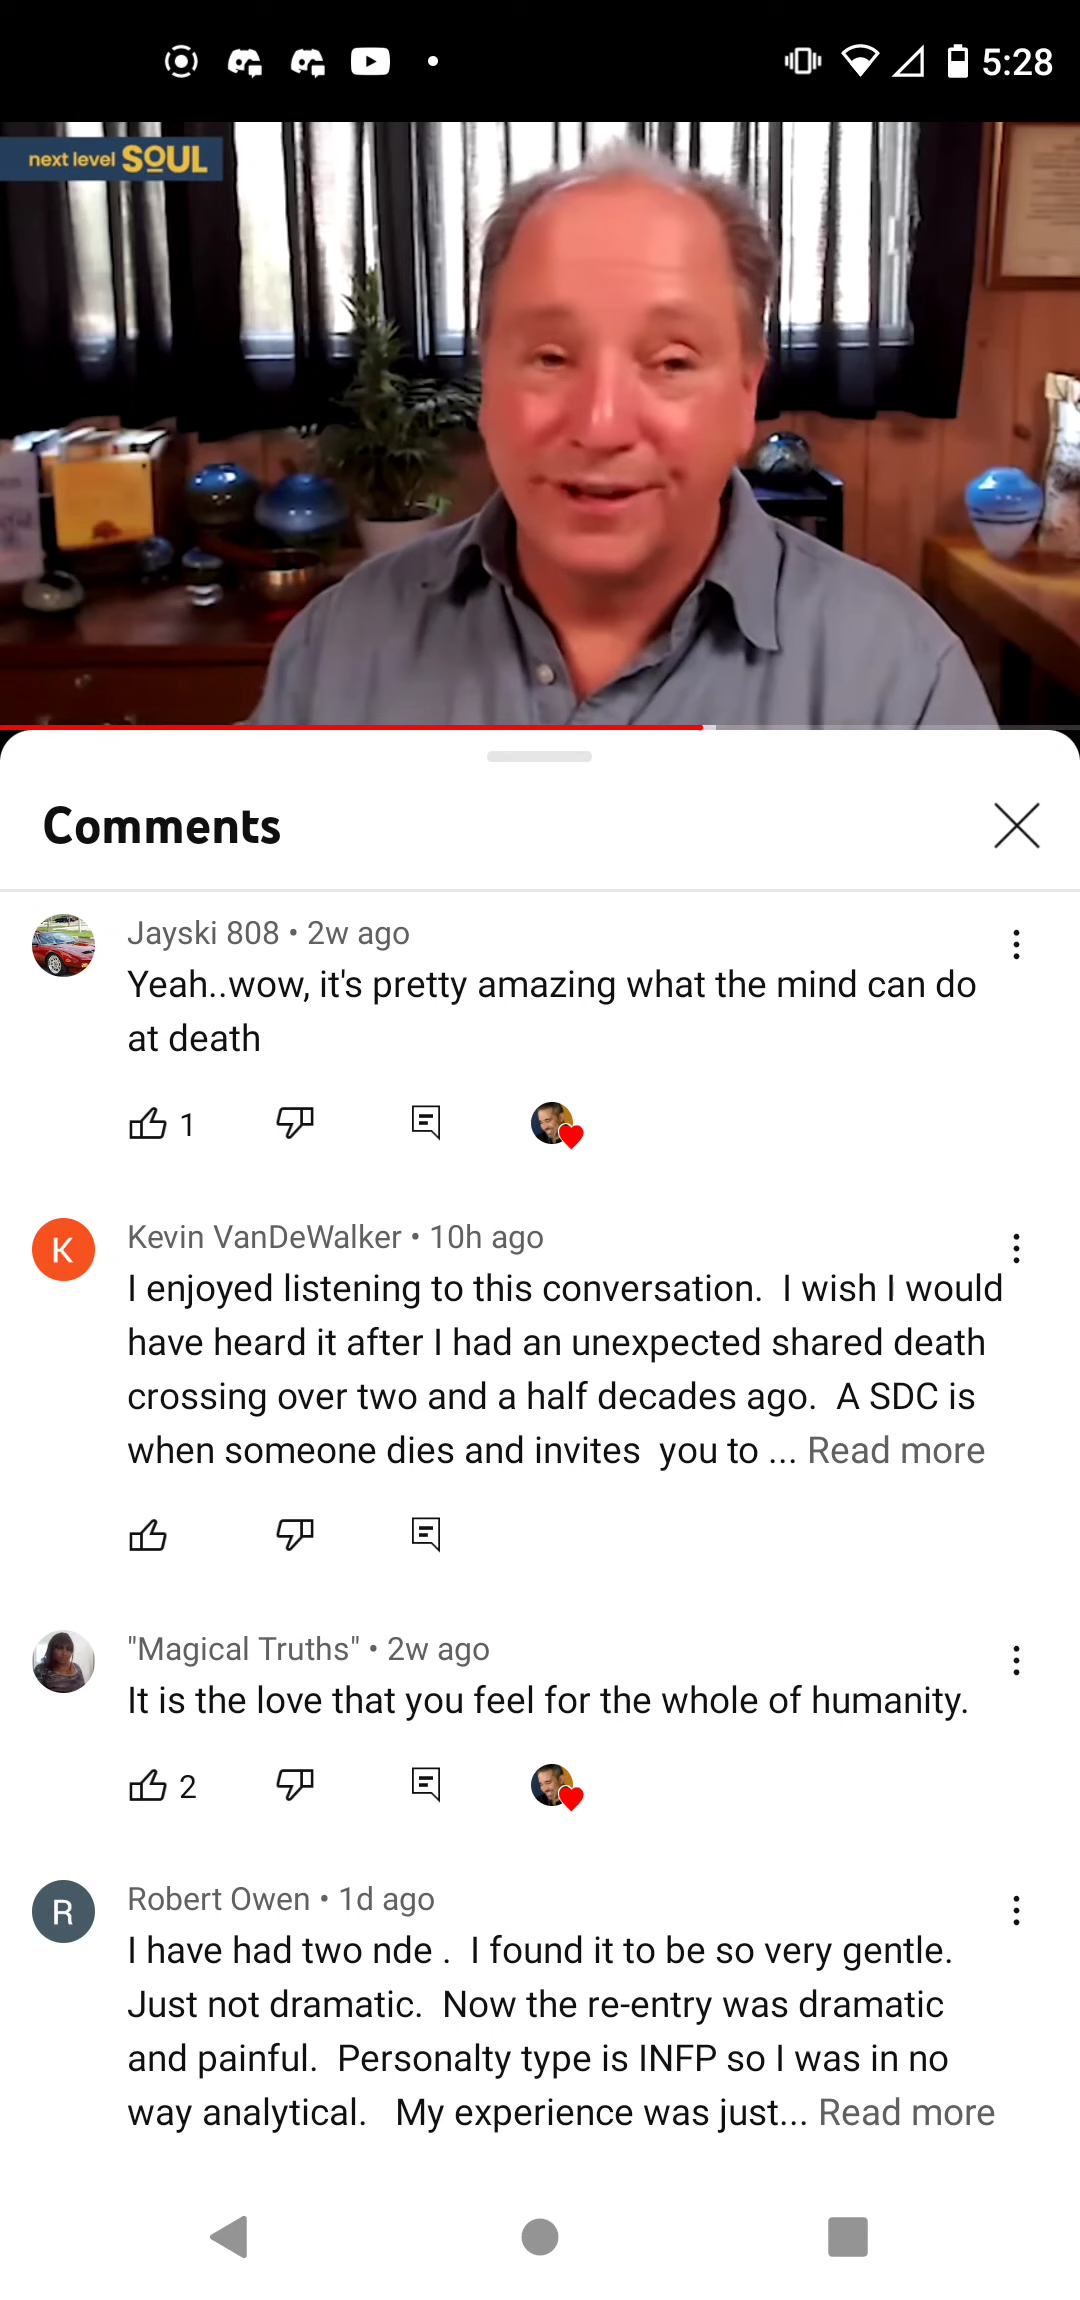 5:28
next level SOUL
Comments
Jayski 808 • 2w ago
Yeah..wow, it's pretty amazing what the mind can do
at death
1
K
Kevin VanDeWalker • 10h ago
I enjoyed listening to this conversation.  I wish I would
have heard it after I had an unexpected shared death
crossing over two and a half decades ago.  A SDC is
when someone dies and invites  you to ... Read more
"Magical Truths" • 2w ago
It is the love that you feel for the whole of humanity.
2
R
Robert Owen • 1d ago
I have had two nde .  I found it to be so very gentle.
Just not dramatic.  Now the re-entry was dramatic
and painful.  Personalty type is INFP so I was in no
way analytical.   My experience was just... Read more